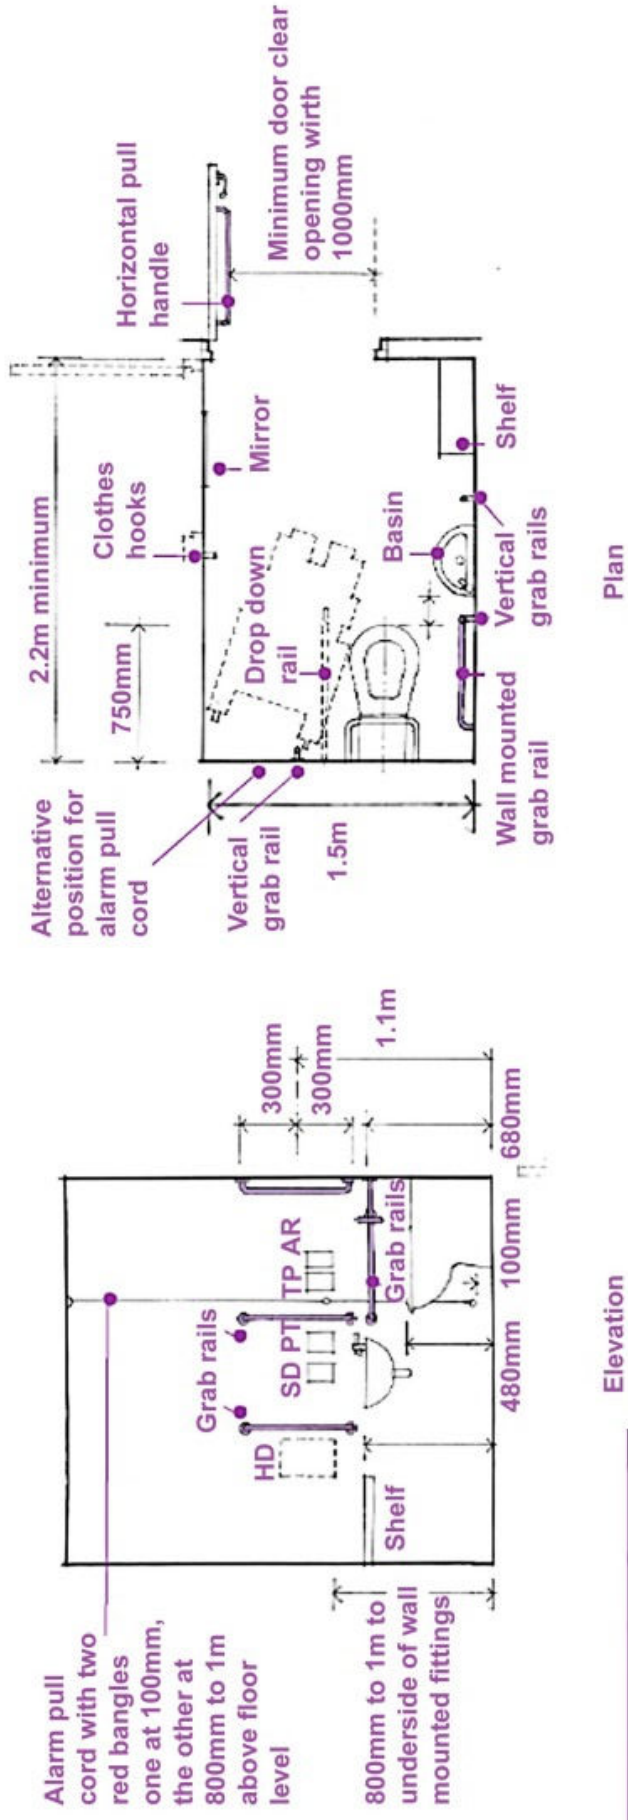 Alarm pull
cord with two
red bangles
one at 100mm,
the other at
800mm to 1m
above floor
level
800mm to 1m to
underside of wall
mounted fittings
Grab rails
HD
SD PT
TP AR
Shelf
Grab rails
300mm
300mm
1.1m
480mm
100mm
680mm
Elevation
Alternative
position for
alarm pull
cord
2.2m minimum
750mm
Clothes
hooks
Horizontal pull
handle
Vertical
grab rail
Drop down
rail
Mirror
Minimum door clear
opening wirth
1000mm
1.5m
Basin
Wall mounted
grab rail
Vertical
grab rails
Shelf
Plan